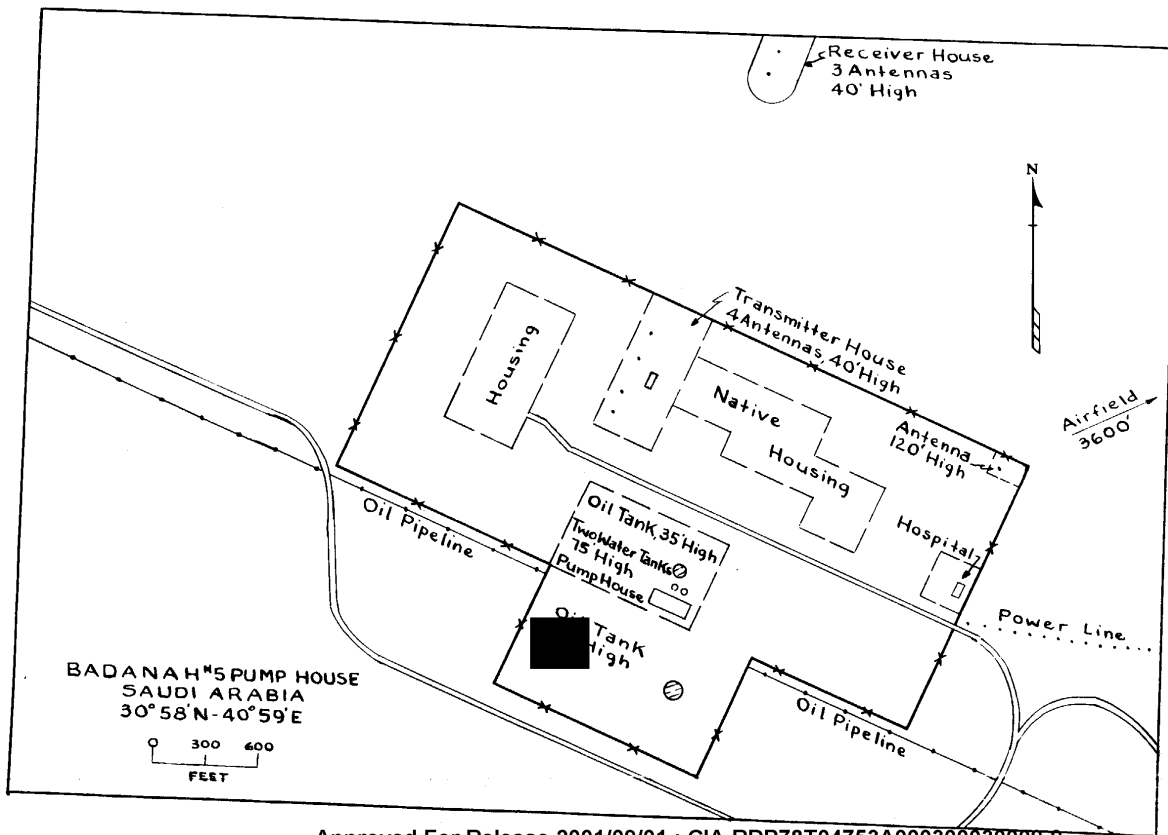 Receiver House
3 Antennas
40' High
N
Transmitter House
4 Antennas 40' High
Housing
Native
Housing
Antenna
120' High
Airfield
3600'
Oil Pipeline
Oil Tank 35' High
Two Water Tanks
75' High
Pump House
Hospital
Power Line
Tank
High
Oil Pipeline
BADANAH #5 PUMP HOUSE
SAUDI ARABIA
30°58'N-40°59'E
0 300 600
FEET